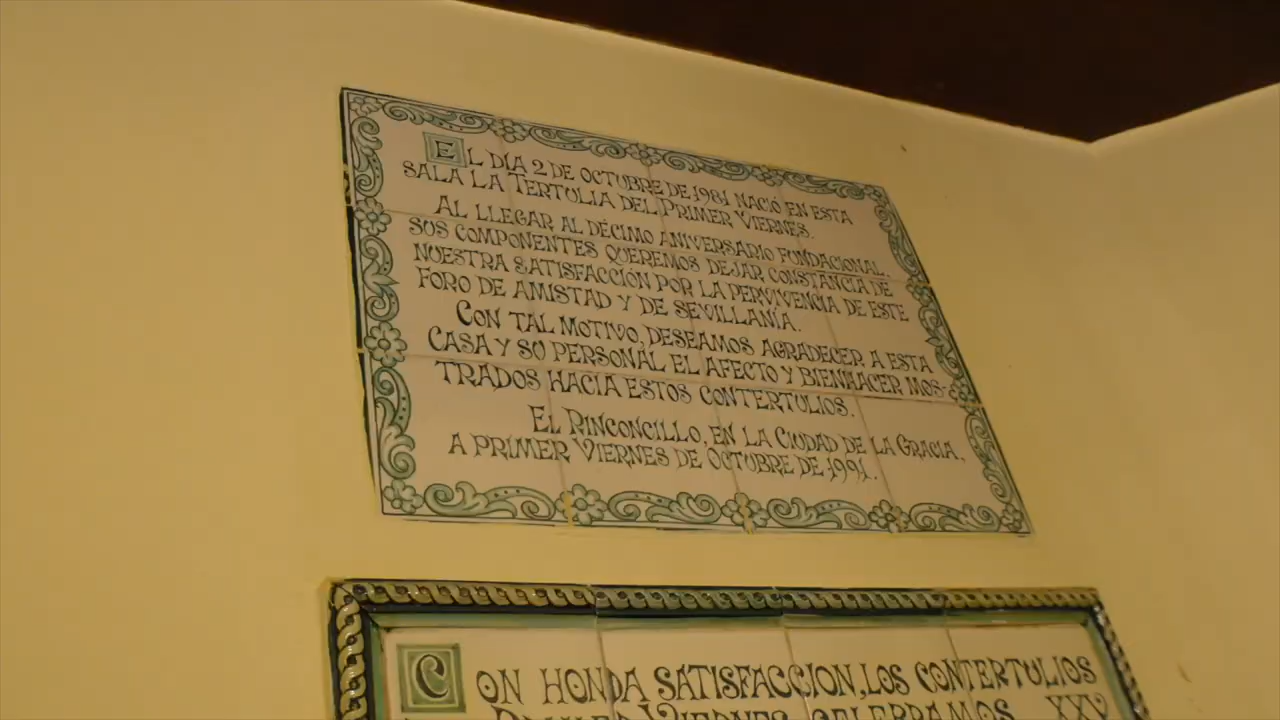 EL DÍA 2 DE OCTUBRE DE 1981 NACIÓ EN ESTA
SALA LA TERTULIA DEL PRIMER VIERNES.
AL LLEGAR AL DÉCIMO ANIVERSARIO FUNDACIONAL,
SUS COMPONENTES QUEREMOS DEJAR CONSTANCIA DE
NUESTRA SATISFACCIÓN POR LA PERVIVENCIA DE ESTE
FORO DE AMISTAD Y DE SEVILLANÍA.
CON TAL MOTIVO, DESEAMOS AGRADECER A ESTA
CASA Y SU PERSONAL EL AFECTO Y BIENHACER MOS-
TRADOS HACIA ESTOS CONTERTULIOS.
EL RINCONCILLO, EN LA CIUDAD DE LA GRACIA,
A PRIMER VIERNES DE OCTUBRE DE 1991.
CON HONDA SATISFACCION, LOS CONTERTULIOS
PRIMER VIERNES CELEBRAMOS XXV